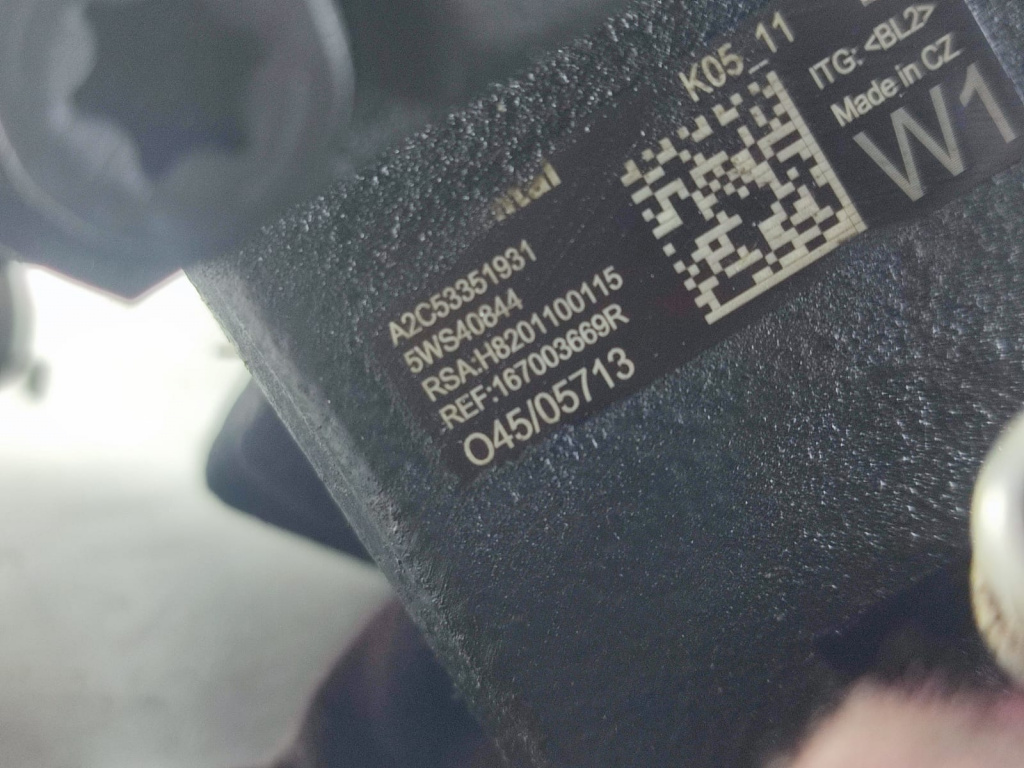 A2C53351931
5WS40844
RSA:H8201100115
REF:167003669R
O45/05713
K05_11
ITG: <BL2>
Made in CZ
W1